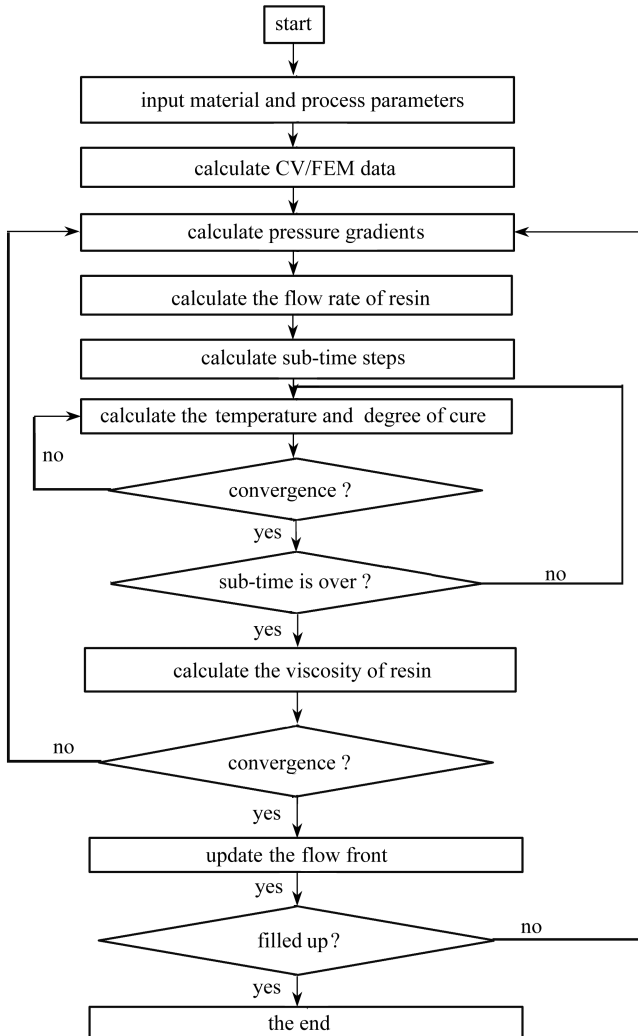 start
input material and process parameters
calculate CV/FEM data
calculate pressure gradients
calculate the flow rate of resin
calculate sub-time steps
calculate the temperature and degree of cure
no
convergence ?
yes
sub-time is over ?
no
yes
calculate the viscosity of resin
no
convergence ?
yes
update the flow front
yes
filled up ?
no
yes
the end